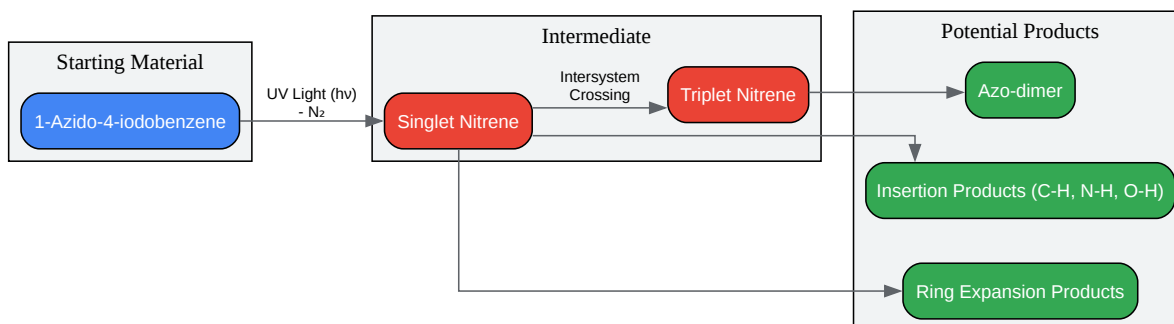 Starting Material
1-Azido-4-iodobenzene
UV Light (hν)
- N₂
Intermediate
Singlet Nitrene
Intersystem
Crossing
Triplet Nitrene
Potential Products
Azo-dimer
Insertion Products (C-H, N-H, O-H)
Ring Expansion Products